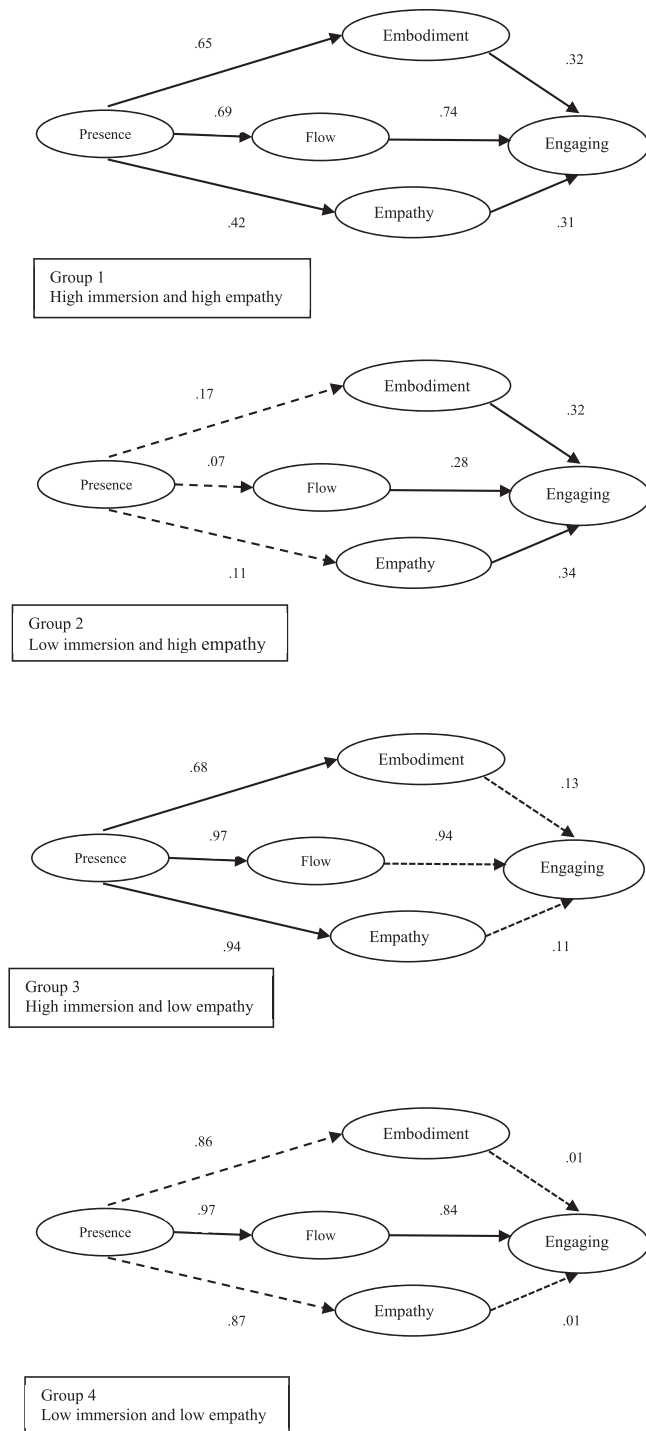 Embodiment
.65
.32
.69
.74
Presence
Flow
Engaging
Empathy
.42
.31
Group 1
High immersion and high empathy
Embodiment
.17
.32
.07
.28
Presence
Flow
Engaging
Empathy
.11
.34
Group 2
Low immersion and high empathy
Embodiment
.68
.13
.97
.94
Presence
Flow
Engaging
Empathy
.94
.11
Group 3
High immersion and low empathy
Embodiment
.86
.01
.97
.84
Presence
Flow
Engaging
Empathy
.87
.01
Group 4
Low immersion and low empathy